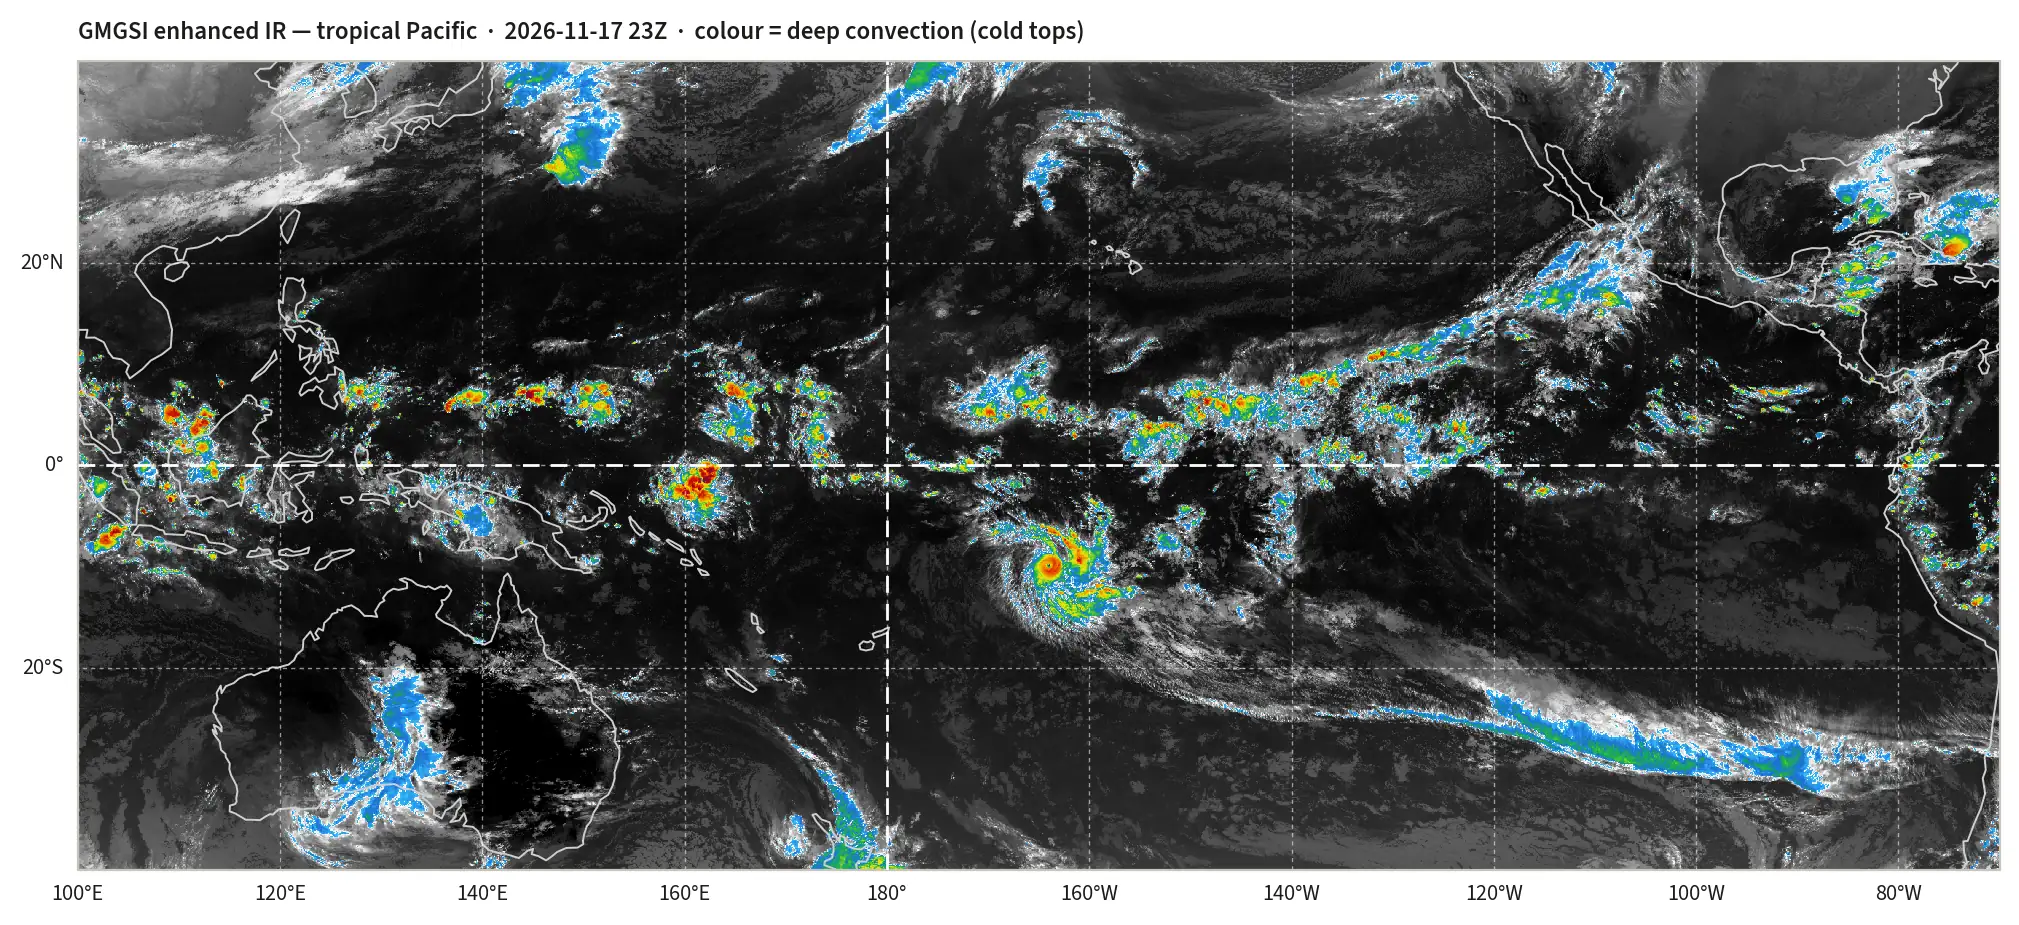 GMGSI enhanced IR — tropical Pacific · 2026-11-17 23Z · colour = deep convection (cold tops)
20°N
0°
20°S
100°E 120°E 140°E 160°E 180° 160°W 140°W 120°W 100°W 80°W